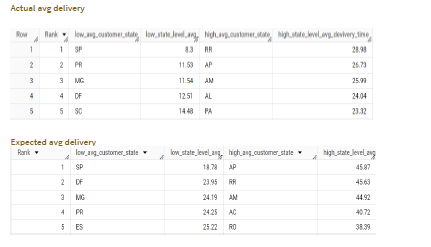 Actual avg delivery
Row Rank low_avg_customer_state low_state_level_avg high_avg_customer_state high_state_level_avg_devivery_time
1 1 SP 8.3 RR 28.98
2 2 PR 11.53 AP 26.73
3 3 MG 11.54 AM 25.99
4 4 DF 12.51 AL 24.04
5 5 SC 14.48 PA 23.32
Expected avg delivery
Rank low_avg_customer_state low_state_level_avg high_avg_customer_state high_state_level_avg
1 SP 18.78 AP 45.87
2 DF 23.95 RR 45.63
3 MG 24.19 AM 44.92
4 PR 24.25 AC 40.72
5 ES 25.22 RO 38.39